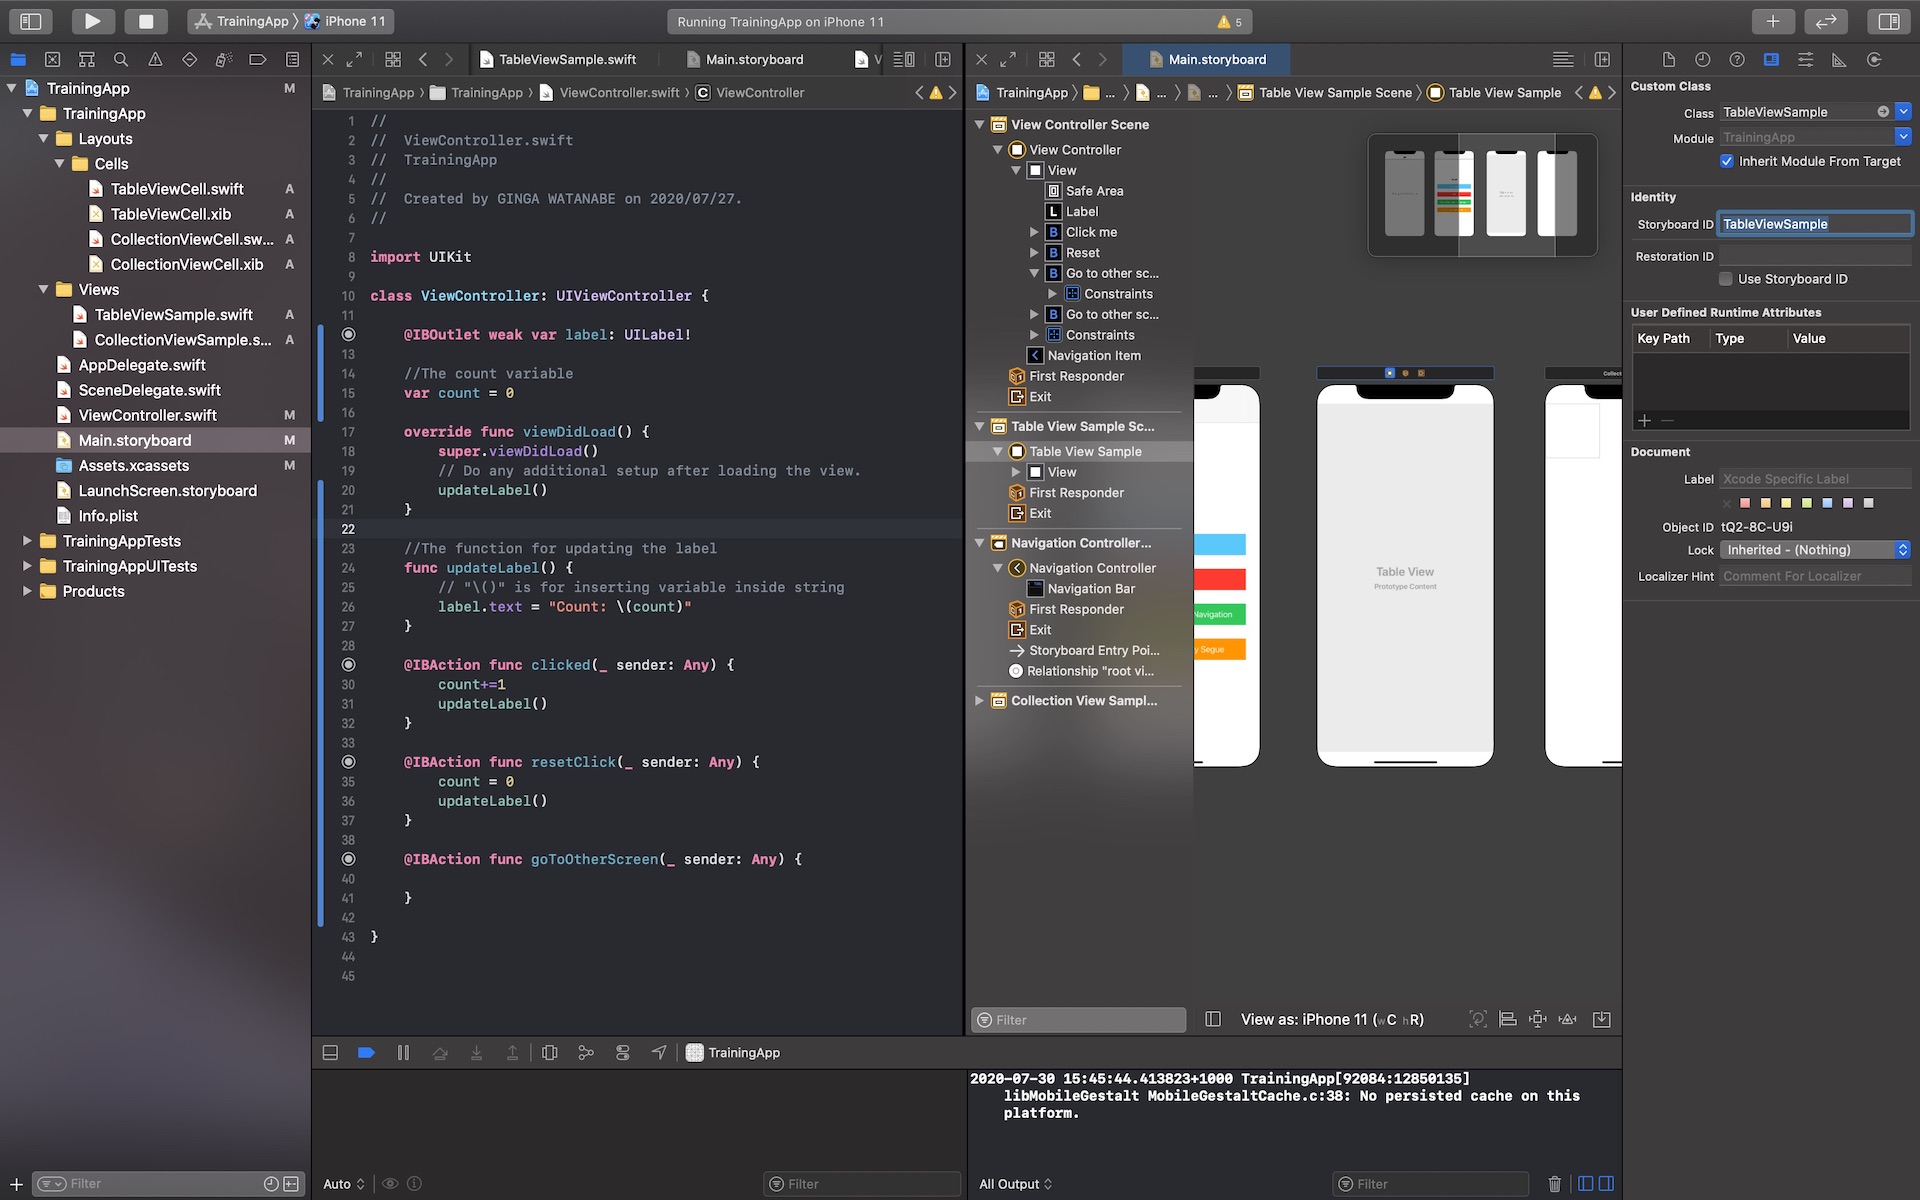 TrainingApp 〉 iPhone 11
Running TrainingApp on iPhone 11
5
TrainingApp M
TrainingApp
Layouts
Cells
TableViewCell.swift A
TableViewCell.xib A
CollectionViewCell.sw... A
CollectionViewCell.xib A
Views
TableViewSample.swift A
CollectionViewSample.s... A
AppDelegate.swift
SceneDelegate.swift
ViewController.swift M
Main.storyboard M
Assets.xcassets M
LaunchScreen.storyboard
Info.plist
TrainingAppTests
TrainingAppUITests
Products
Filter
TableViewSample.swift
Main.storyboard
V
TrainingApp 〉 TrainingApp 〉 ViewController.swift 〉 C ViewController
1 //
2 //  ViewController.swift
3 //  TrainingApp
4 //
5 //  Created by GINGA WATANABE on 2020/07/27.
6 //
7
8 import UIKit
9
10 class ViewController: UIViewController {
11
@IBOutlet weak var label: UILabel!
13
14 //The count variable
15 var count = 0
16
17 override func viewDidLoad() {
18 super.viewDidLoad()
19 // Do any additional setup after loading the view.
20 updateLabel()
21 }
22
23 //The function for updating the label
24 func updateLabel() {
25 // "\()" is for inserting variable inside string
26 label.text = "Count: \(count)"
27 }
28
@IBAction func clicked(_ sender: Any) {
30 count+=1
31 updateLabel()
32 }
33
@IBAction func resetClick(_ sender: Any) {
35 count = 0
36 updateLabel()
37 }
38
@IBAction func goToOtherScreen(_ sender: Any) {
40
41 }
42
43 }
44
45
Main.storyboard
TrainingApp 〉 ... 〉 ... 〉 ... 〉 Table View Sample Scene 〉 Table View Sample
View Controller Scene
View Controller
View
Safe Area
L Label
B Click me
B Reset
B Go to other sc...
Constraints
B Go to other sc...
Constraints
Navigation Item
First Responder
Exit
Table View Sample Sc...
Table View Sample
View
First Responder
Exit
Navigation Controller...
Navigation Controller
Navigation Bar
First Responder
Exit
Storyboard Entry Poi...
Relationship "root vi...
Collection View Sampl...
Filter
Collect
Navigation
y Segue
Table View
Prototype Content
View as: iPhone 11 (wC hR)
Custom Class
Class TableViewSample
Module TrainingApp
Inherit Module From Target
Identity
Storyboard ID TableViewSample
Restoration ID
Use Storyboard ID
User Defined Runtime Attributes
Key Path Type Value
Document
Label Xcode Specific Label
Object ID tQ2-8C-U9i
Lock Inherited - (Nothing)
Localizer Hint Comment For Localizer
TrainingApp
2020-07-30 15:45:44.413823+1000 TrainingApp[92084:12850135]
libMobileGestalt MobileGestaltCache.c:38: No persisted cache on this
platform.
Auto
Filter
All Output
Filter